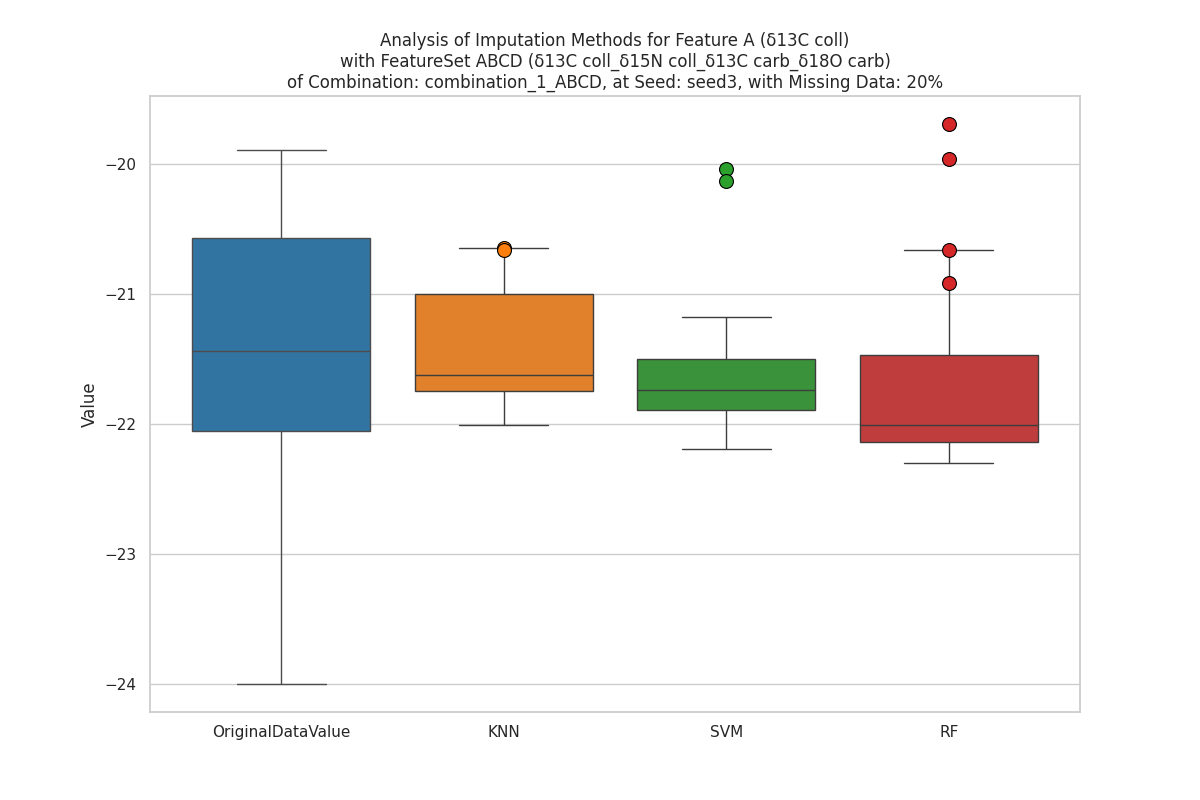 Analysis of Imputation Methods for Feature A (δ13C coll)
with FeatureSet ABCD (δ13C coll_δ15N coll_δ13C carb_δ18O carb)
of Combination: combination_1_ABCD, at Seed: seed3, with Missing Data: 20%
Value
−20
−21
−22
−23
−24
OriginalDataValue
KNN
SVM
RF